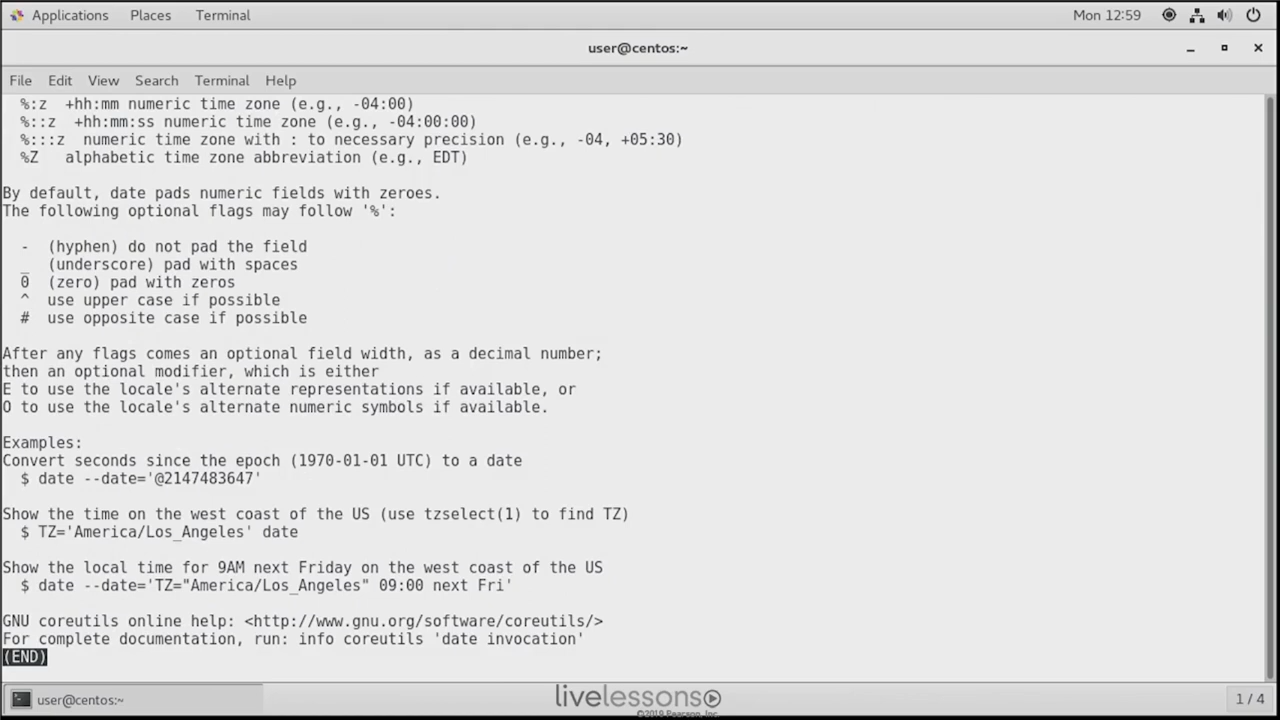 Applications Places Terminal Mon 12:59
user@centos:~
File Edit View Search Terminal Help
%:z +hh:mm numeric time zone (e.g., -04:00)
%::z +hh:mm:ss numeric time zone (e.g., -04:00:00)
%:::z numeric time zone with : to necessary precision (e.g., -04, +05:30)
%Z alphabetic time zone abbreviation (e.g., EDT)
By default, date pads numeric fields with zeroes.
The following optional flags may follow '%':
- (hyphen) do not pad the field
_ (underscore) pad with spaces
0 (zero) pad with zeros
^ use upper case if possible
# use opposite case if possible
After any flags comes an optional field width, as a decimal number;
then an optional modifier, which is either
E to use the locale's alternate representations if available, or
O to use the locale's alternate numeric symbols if available.
Examples:
Convert seconds since the epoch (1970-01-01 UTC) to a date
$ date --date='@2147483647'
Show the time on the west coast of the US (use tzselect(1) to find TZ)
$ TZ='America/Los_Angeles' date
Show the local time for 9AM next Friday on the west coast of the US
$ date --date='TZ="America/Los_Angeles" 09:00 next Fri'
GNU coreutils online help: <http://www.gnu.org/software/coreutils/>
For complete documentation, run: info coreutils 'date invocation'
(END)
user@centos:~ livelessons 1 / 4
©2019 Pearson, Inc.